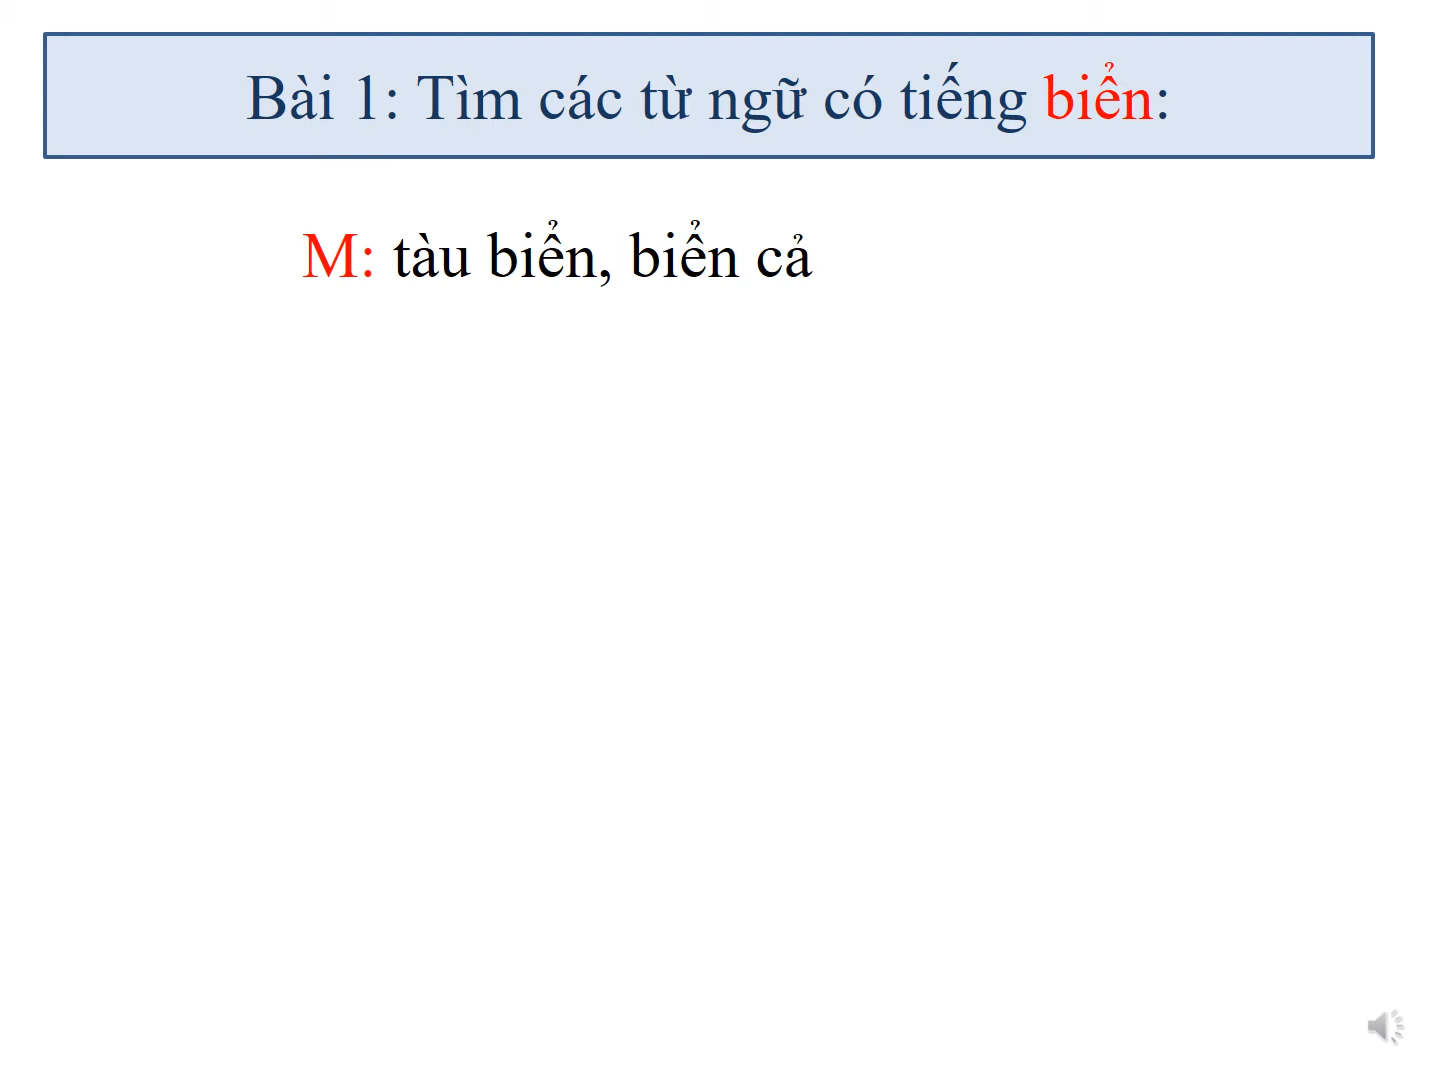 Bài 1: Tìm các từ ngữ có tiếng biển:
M: tàu biển, biển cả